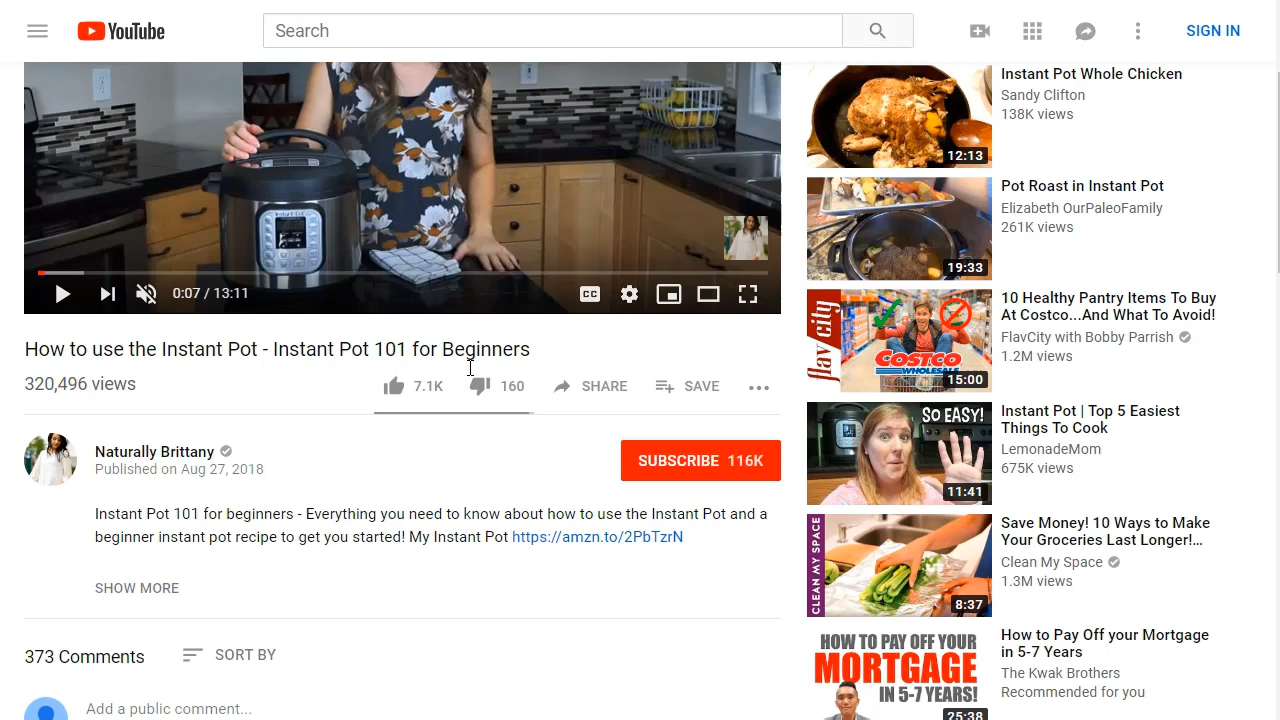 YouTube
Search
SIGN IN
0:07 / 13:11
CC
How to use the Instant Pot - Instant Pot 101 for Beginners
320,496 views
7.1K
160
SHARE
SAVE
Naturally Brittany
Published on Aug 27, 2018
SUBSCRIBE 116K
Instant Pot 101 for beginners - Everything you need to know about how to use the Instant Pot and a
beginner instant pot recipe to get you started! My Instant Pot https://amzn.to/2PbTzrN
SHOW MORE
373 Comments
SORT BY
Add a public comment...
12:13
Instant Pot Whole Chicken
Sandy Clifton
138K views
19:33
Pot Roast in Instant Pot
Elizabeth OurPaleoFamily
261K views
flav city
COSTCO
WHOLESALE
15:00
10 Healthy Pantry Items To Buy
At Costco...And What To Avoid!
FlavCity with Bobby Parrish
1.2M views
SO EASY!
11:41
Instant Pot | Top 5 Easiest
Things To Cook
LemonadeMom
675K views
CLEAN MY SPACE
8:37
Save Money! 10 Ways to Make
Your Groceries Last Longer!...
Clean My Space
1.3M views
HOW TO PAY OFF YOUR
MORTGAGE
IN 5-7 YEARS!
25:38
How to Pay Off your Mortgage
in 5-7 Years
The Kwak Brothers
Recommended for you